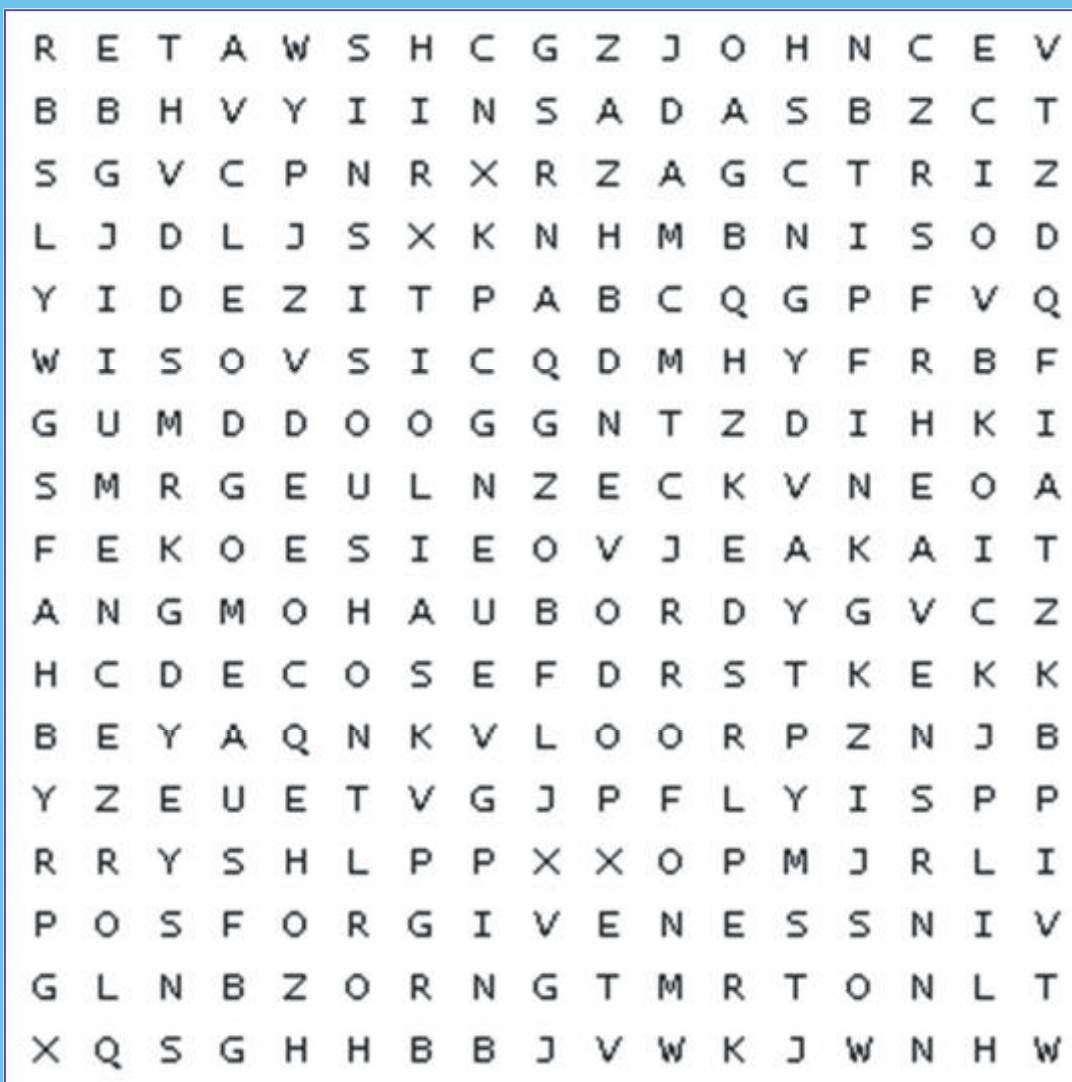 R E T A W S H C G Z J O H N C E V
B B H V Y I I N S A D A S B Z C T
S G V C P N R X R Z A G C T R I Z
L J D L J S X K N H M B N I S O D
Y I D E Z I T P A B C Q G P F V Q
W I S O V S I C Q D M H Y F R B F
G U M D D O O G G N T Z D I H K I
S M R G E U L N Z E C K V N E O A
F E K O E S I E O V J E A K A I T
A N G M O H A U B O R D Y G V C Z
H C D E C O S E F D R S T K E K K
B E Y A Q N K V L O O R P Z N J B
Y Z E U E T V G J P F L Y I S P P
R R Y S H L P P X X O P M J R L I
P O S F O R G I V E N E S S N I V
G L N B Z O R N G T M R T O N L T
X Q S G H H B B J V W K J W N H W